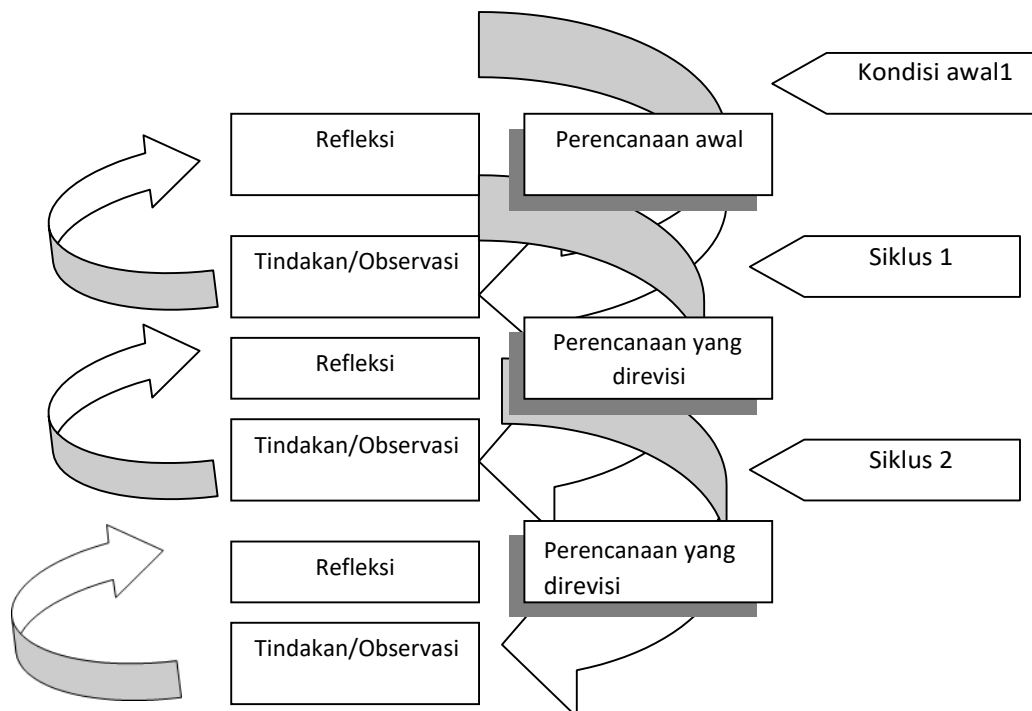 Kondisi awal1
Refleksi
Perencanaan awal
Tindakan/Observasi
Siklus 1
Refleksi
Perencanaan yang
direvisi
Tindakan/Observasi
Siklus 2
Refleksi
Perencanaan yang
direvisi
Tindakan/Observasi